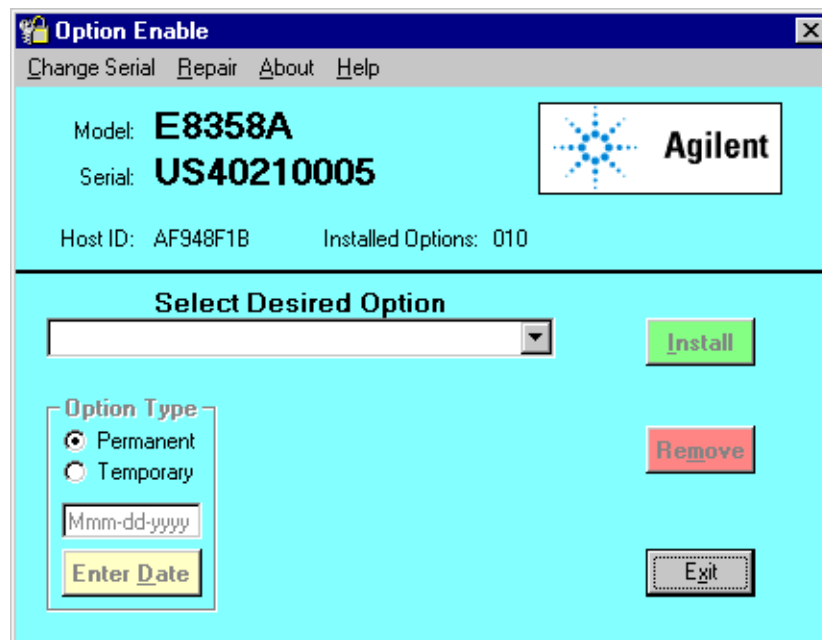 Option Enable
Change Serial Repair About Help
Model: E8358A
Serial: US40210005
Agilent
Host ID: AF948F1B Installed Options: 010
Select Desired Option
Install
Option Type
Permanent
Temporary
Remove
Mmm-dd-yyyy
Enter Date
Exit